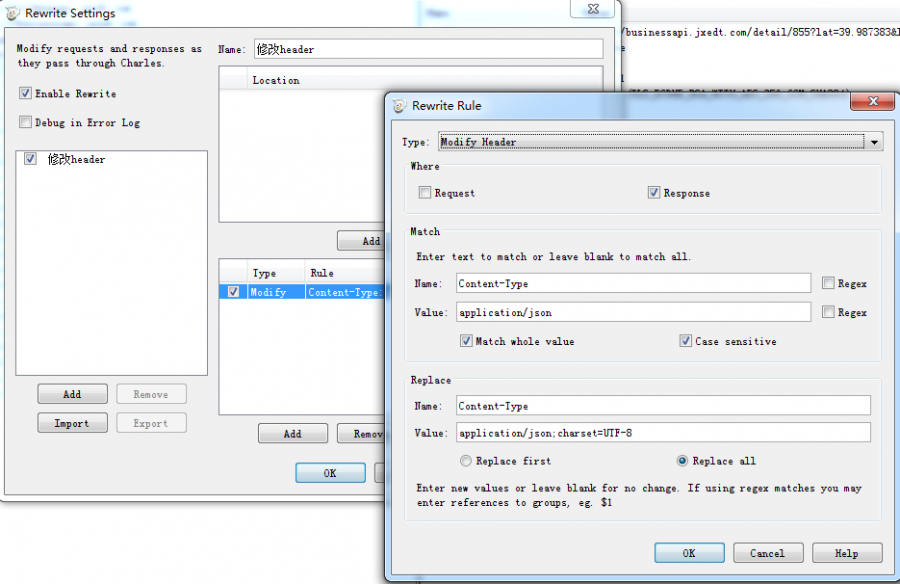 Rewrite Settings
Modify requests and responses as
they pass through Charles.
Enable Rewrite
Debug in Error Log
修改header
Add
Remove
Import
Export
Name:
修改header
Location
Add
Type
Rule
Modify
Content-Type:
Add
Remov
OK
/businessapi.jxedt.com/detail/855?lat=39.987383&l
Rewrite Rule
Type:
Modify Header
Where
Request
Response
Match
Enter text to match or leave blank to match all.
Name:
Content-Type
Regex
Value:
application/json
Regex
Match whole value
Case sensitive
Replace
Name:
Content-Type
Value:
application/json;charset=UTF-8
Replace first
Replace all
Enter new values or leave blank for no change. If using regex matches you may
enter references to groups, eg. $1
OK
Cancel
Help